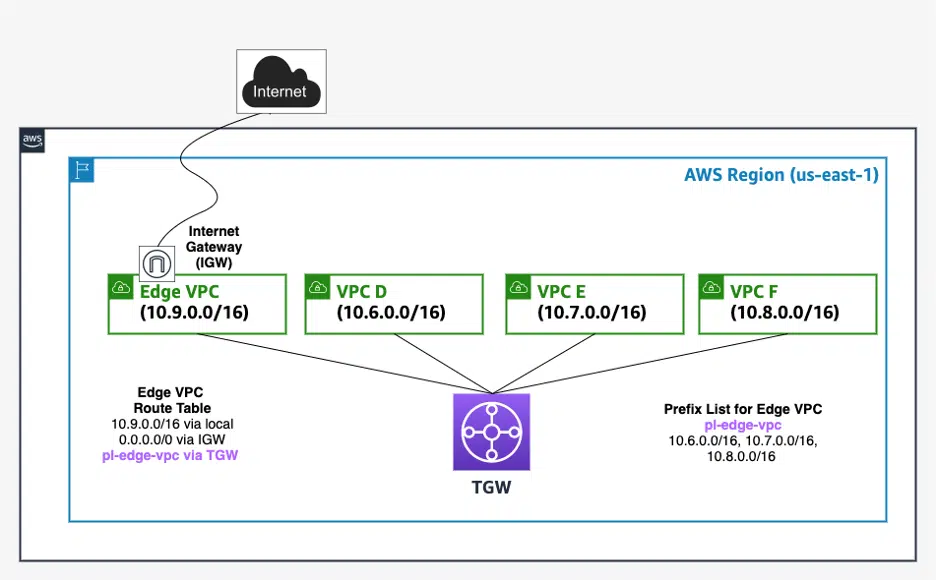 Internet
aws
AWS Region (us-east-1)
Internet
Gateway
(IGW)
Edge VPC
(10.9.0.0/16)
VPC D
(10.6.0.0/16)
VPC E
(10.7.0.0/16)
VPC F
(10.8.0.0/16)
Edge VPC
Route Table
10.9.0.0/16 via local
0.0.0.0/0 via IGW
pl-edge-vpc via TGW
TGW
Prefix List for Edge VPC
pl-edge-vpc
10.6.0.0/16, 10.7.0.0/16,
10.8.0.0/16